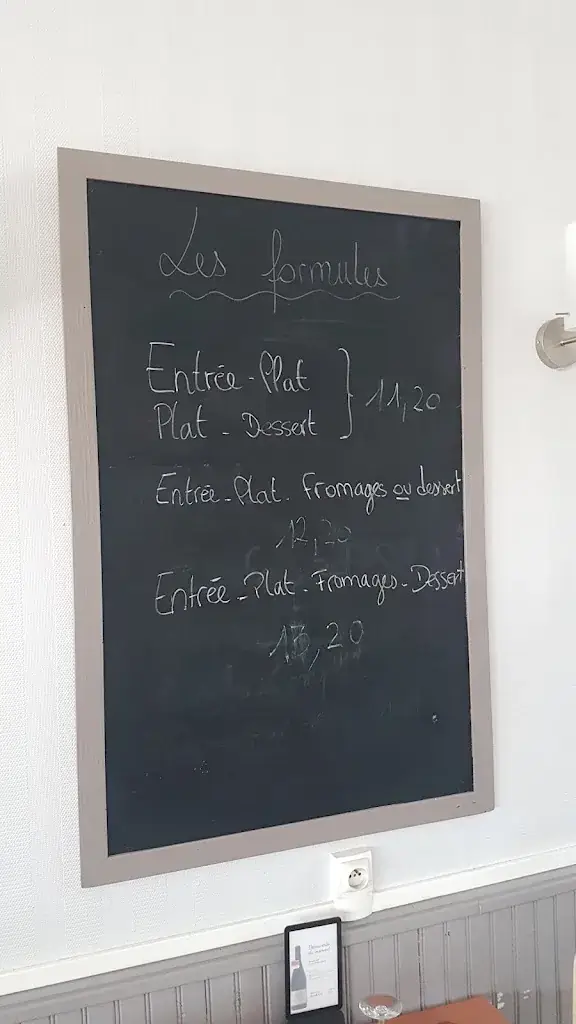 Les formules
Entrée - Plat
Plat - Dessert } 11,20
Entrée - Plat - Fromages ou dessert
12,20
Entrée - Plat - Fromages - Dessert
13,20